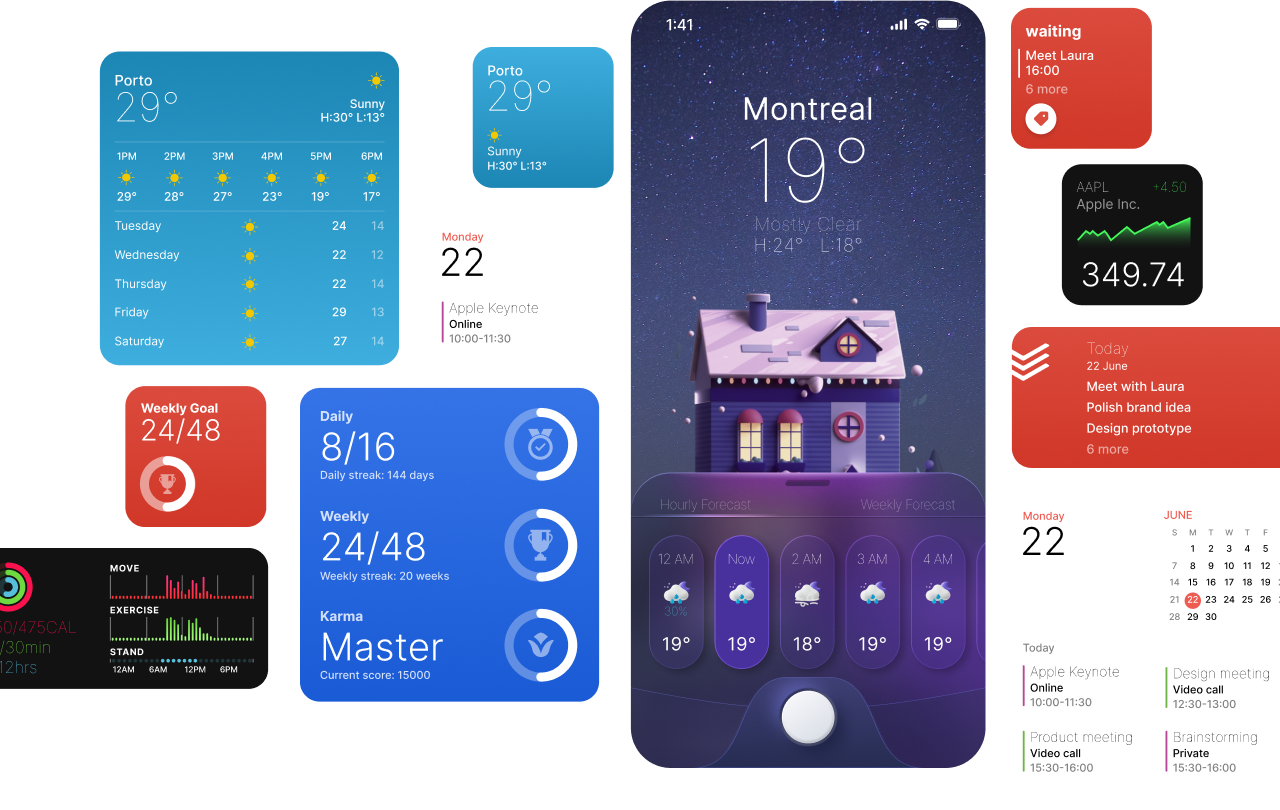 Porto
29°
Sunny
H:30° L:13°
1PM 2PM 3PM 4PM 5PM 6PM
29° 28° 27° 23° 19° 17°
Tuesday 24 14
Wednesday 22 12
Thursday 22 14
Friday 29 13
Saturday 27 14
Porto
29°
Sunny
H:30° L:13°
Monday
22
Apple Keynote
Online
10:00-11:30
Weekly Goal
24/48
Daily
8/16
Daily streak: 144 days
Weekly
24/48
Weekly streak: 20 weeks
Karma
Master
Current score: 15000
50/475CAL
/30min
12hrs
MOVE
EXERCISE
STAND
12AM 6AM 12PM 6PM
1:41
Montreal
19°
Mostly Clear
H:24° L:18°
Hourly Forecast Weekly Forecast
12 AM Now 2 AM 3 AM 4 AM
30%
19° 19° 18° 19° 19°
waiting
Meet Laura
16:00
6 more
AAPL +4.50
Apple Inc.
349.74
Today
22 June
Meet with Laura
Polish brand idea
Design prototype
6 more
Monday
22
JUNE
S M T W T F
1 2 3 4 5
7 8 9 10 11 12
14 15 16 17 18 19
21 22 23 24 25 26
28 29 30
Today
Apple Keynote
Online
10:00-11:30
Design meeting
Video call
12:30-13:00
Product meeting
Video call
15:30-16:00
Brainstorming
Private
15:30-16:00